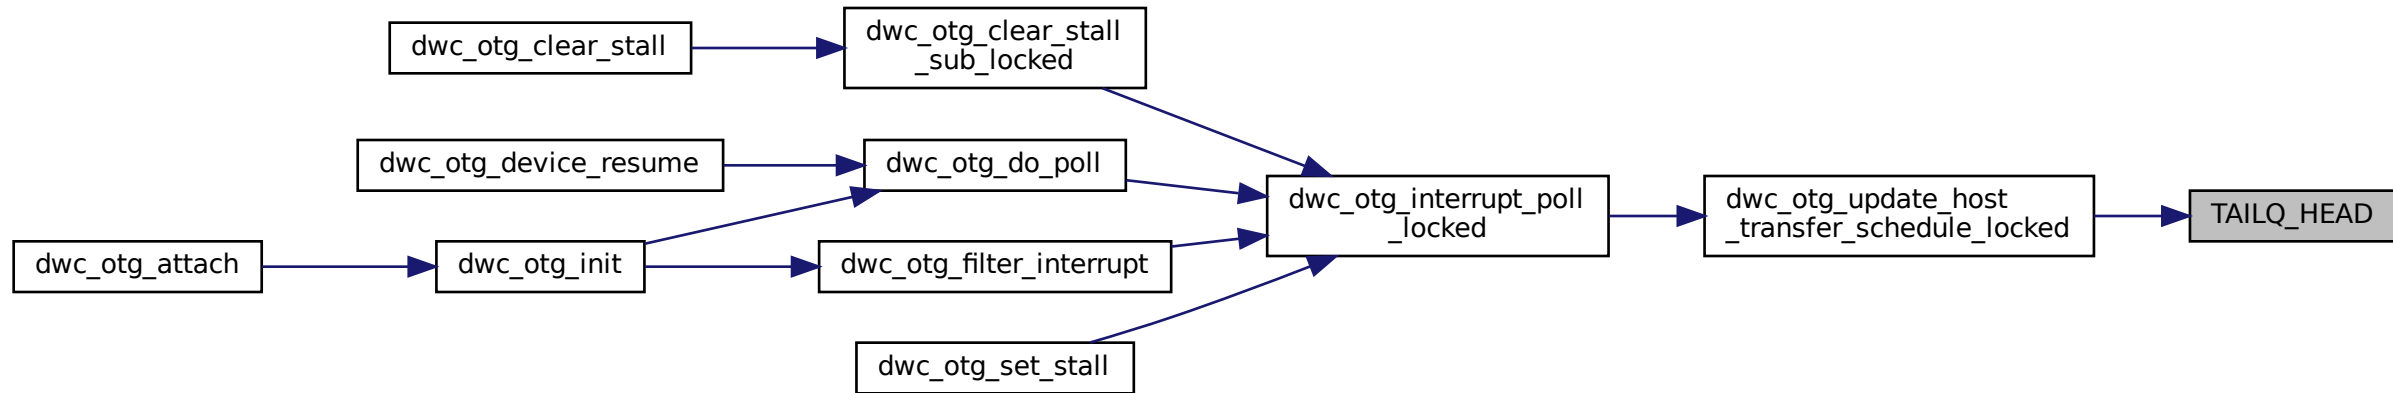 dwc_otg_clear_stall
dwc_otg_clear_stall
_sub_locked
dwc_otg_device_resume
dwc_otg_do_poll
dwc_otg_interrupt_poll
_locked
dwc_otg_update_host
_transfer_schedule_locked
TAILQ_HEAD
dwc_otg_attach
dwc_otg_init
dwc_otg_filter_interrupt
dwc_otg_set_stall